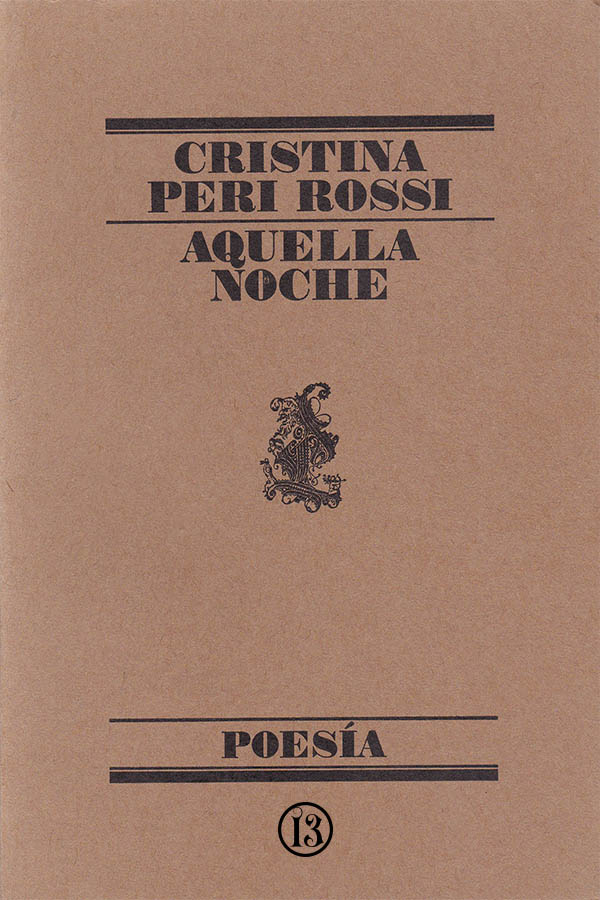 CRISTINA
PERI ROSSI
AQUELLA
NOCHE
POESÍA
13